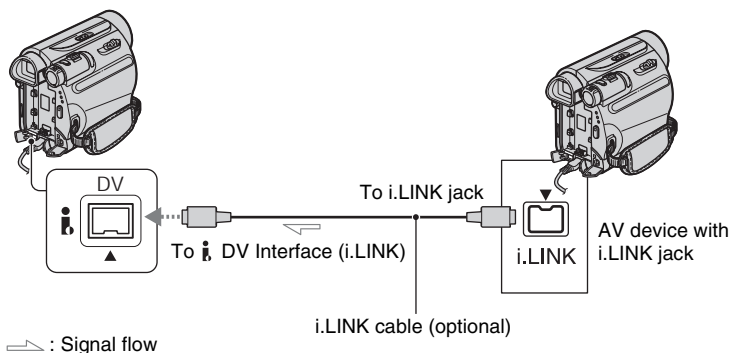 DV
To i.LINK jack
To i DV Interface (i.LINK)
i.LINK
AV device with
i.LINK jack
i.LINK cable (optional)
: Signal flow